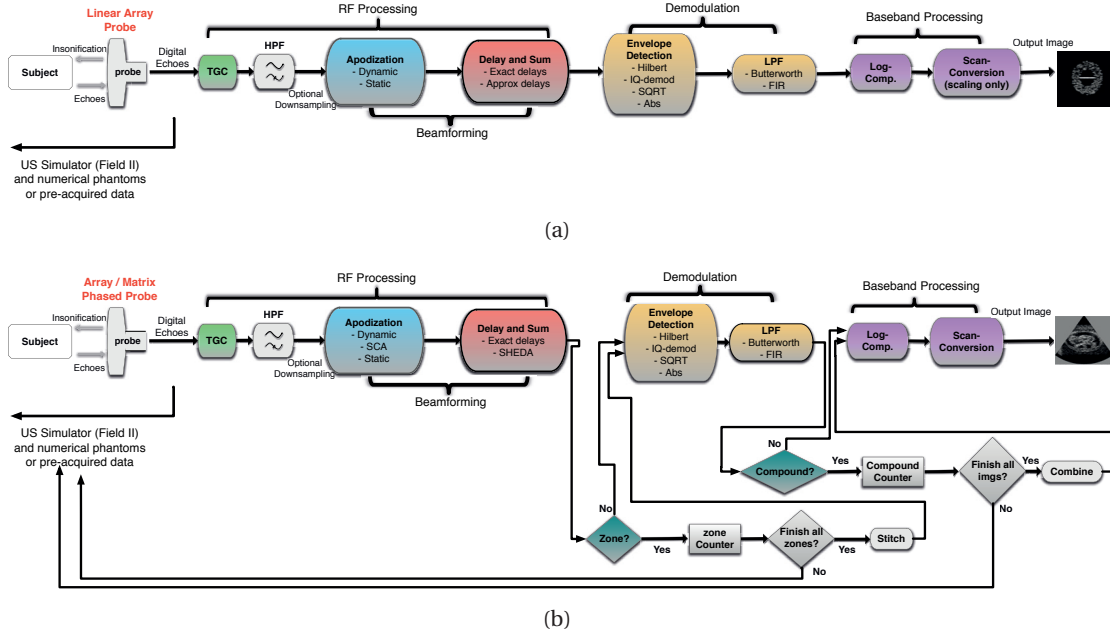 Linear Array
Probe
RF Processing
Demodulation
Baseband Processing
Insonification
Subject
Echoes
probe
Digital
Echoes
TGC
HPF
Optional
Downsampling
Apodization
- Dynamic
- Static
Delay and Sum
- Exact delays
- Approx delays
Beamforming
Envelope
Detection
- Hilbert
- IQ-demod
- SQRT
- Abs
LPF
- Butterworth
- FIR
Log-
Comp.
Scan-
Conversion
(scaling only)
Output Image
US Simulator (Field II)
and numerical phantoms
or pre-acquired data
(a)
Array / Matrix
Phased Probe
RF Processing
Demodulation
Baseband Processing
Insonification
Subject
Echoes
probe
Digital
Echoes
TGC
HPF
Optional
Downsampling
Apodization
- Dynamic
- SCA
- Static
Delay and Sum
- Exact delays
- SHEDA
Beamforming
Envelope
Detection
- Hilbert
- IQ-demod
- SQRT
- Abs
LPF
- Butterworth
- FIR
Log-
Comp.
Scan-
Conversion
Output Image
US Simulator (Field II)
and numerical phantoms
or pre-acquired data
No
Compound?
Yes
Compound
Counter
Finish all
imgs?
Yes
Combine
No
No
Zone?
Yes
zone
Counter
Finish all
zones?
Yes
Stitch
No
(b)